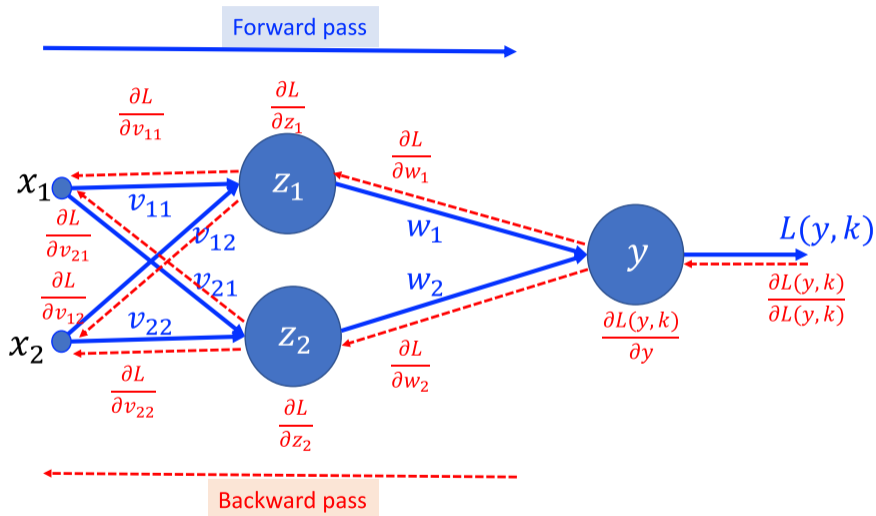 Forward pass
∂L/∂v₁₁
∂L/∂z₁
∂L/∂w₁
x₁
z₁
v₁₁
w₁
∂L/∂v₂₁
v₁₂
y
L(y, k)
∂L/∂v₁₂
v₂₁
w₂
∂L(y, k)/∂L(y, k)
x₂
v₂₂
z₂
∂L(y, k)/∂y
∂L/∂v₂₂
∂L/∂w₂
∂L/∂z₂
Backward pass